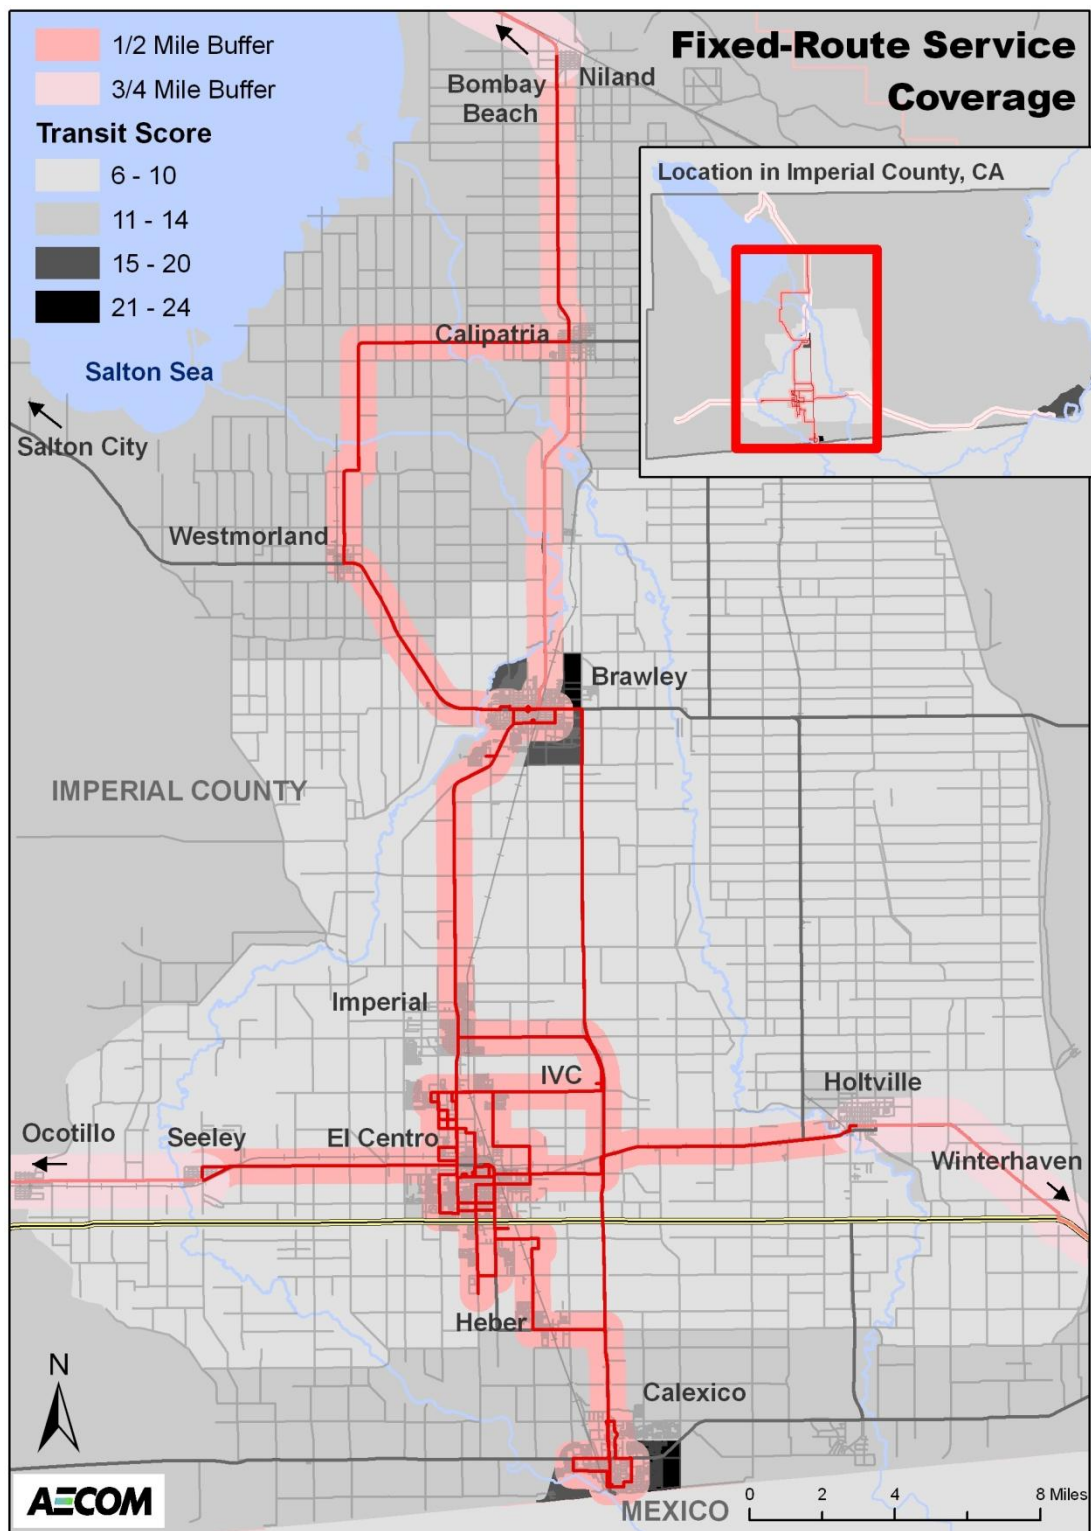 Fixed-Route Service
Coverage
1/2 Mile Buffer
3/4 Mile Buffer
Transit Score
6 - 10
11 - 14
15 - 20
21 - 24
Bombay
Beach
Niland
Location in Imperial County, CA
Calipatria
Salton Sea
Salton City
Westmorland
Brawley
IMPERIAL COUNTY
Imperial
IVC
Holtville
Ocotillo
Seeley
El Centro
Winterhaven
Heber
N
Calexico
AECOM
MEXICO
0 2 4 8 Miles